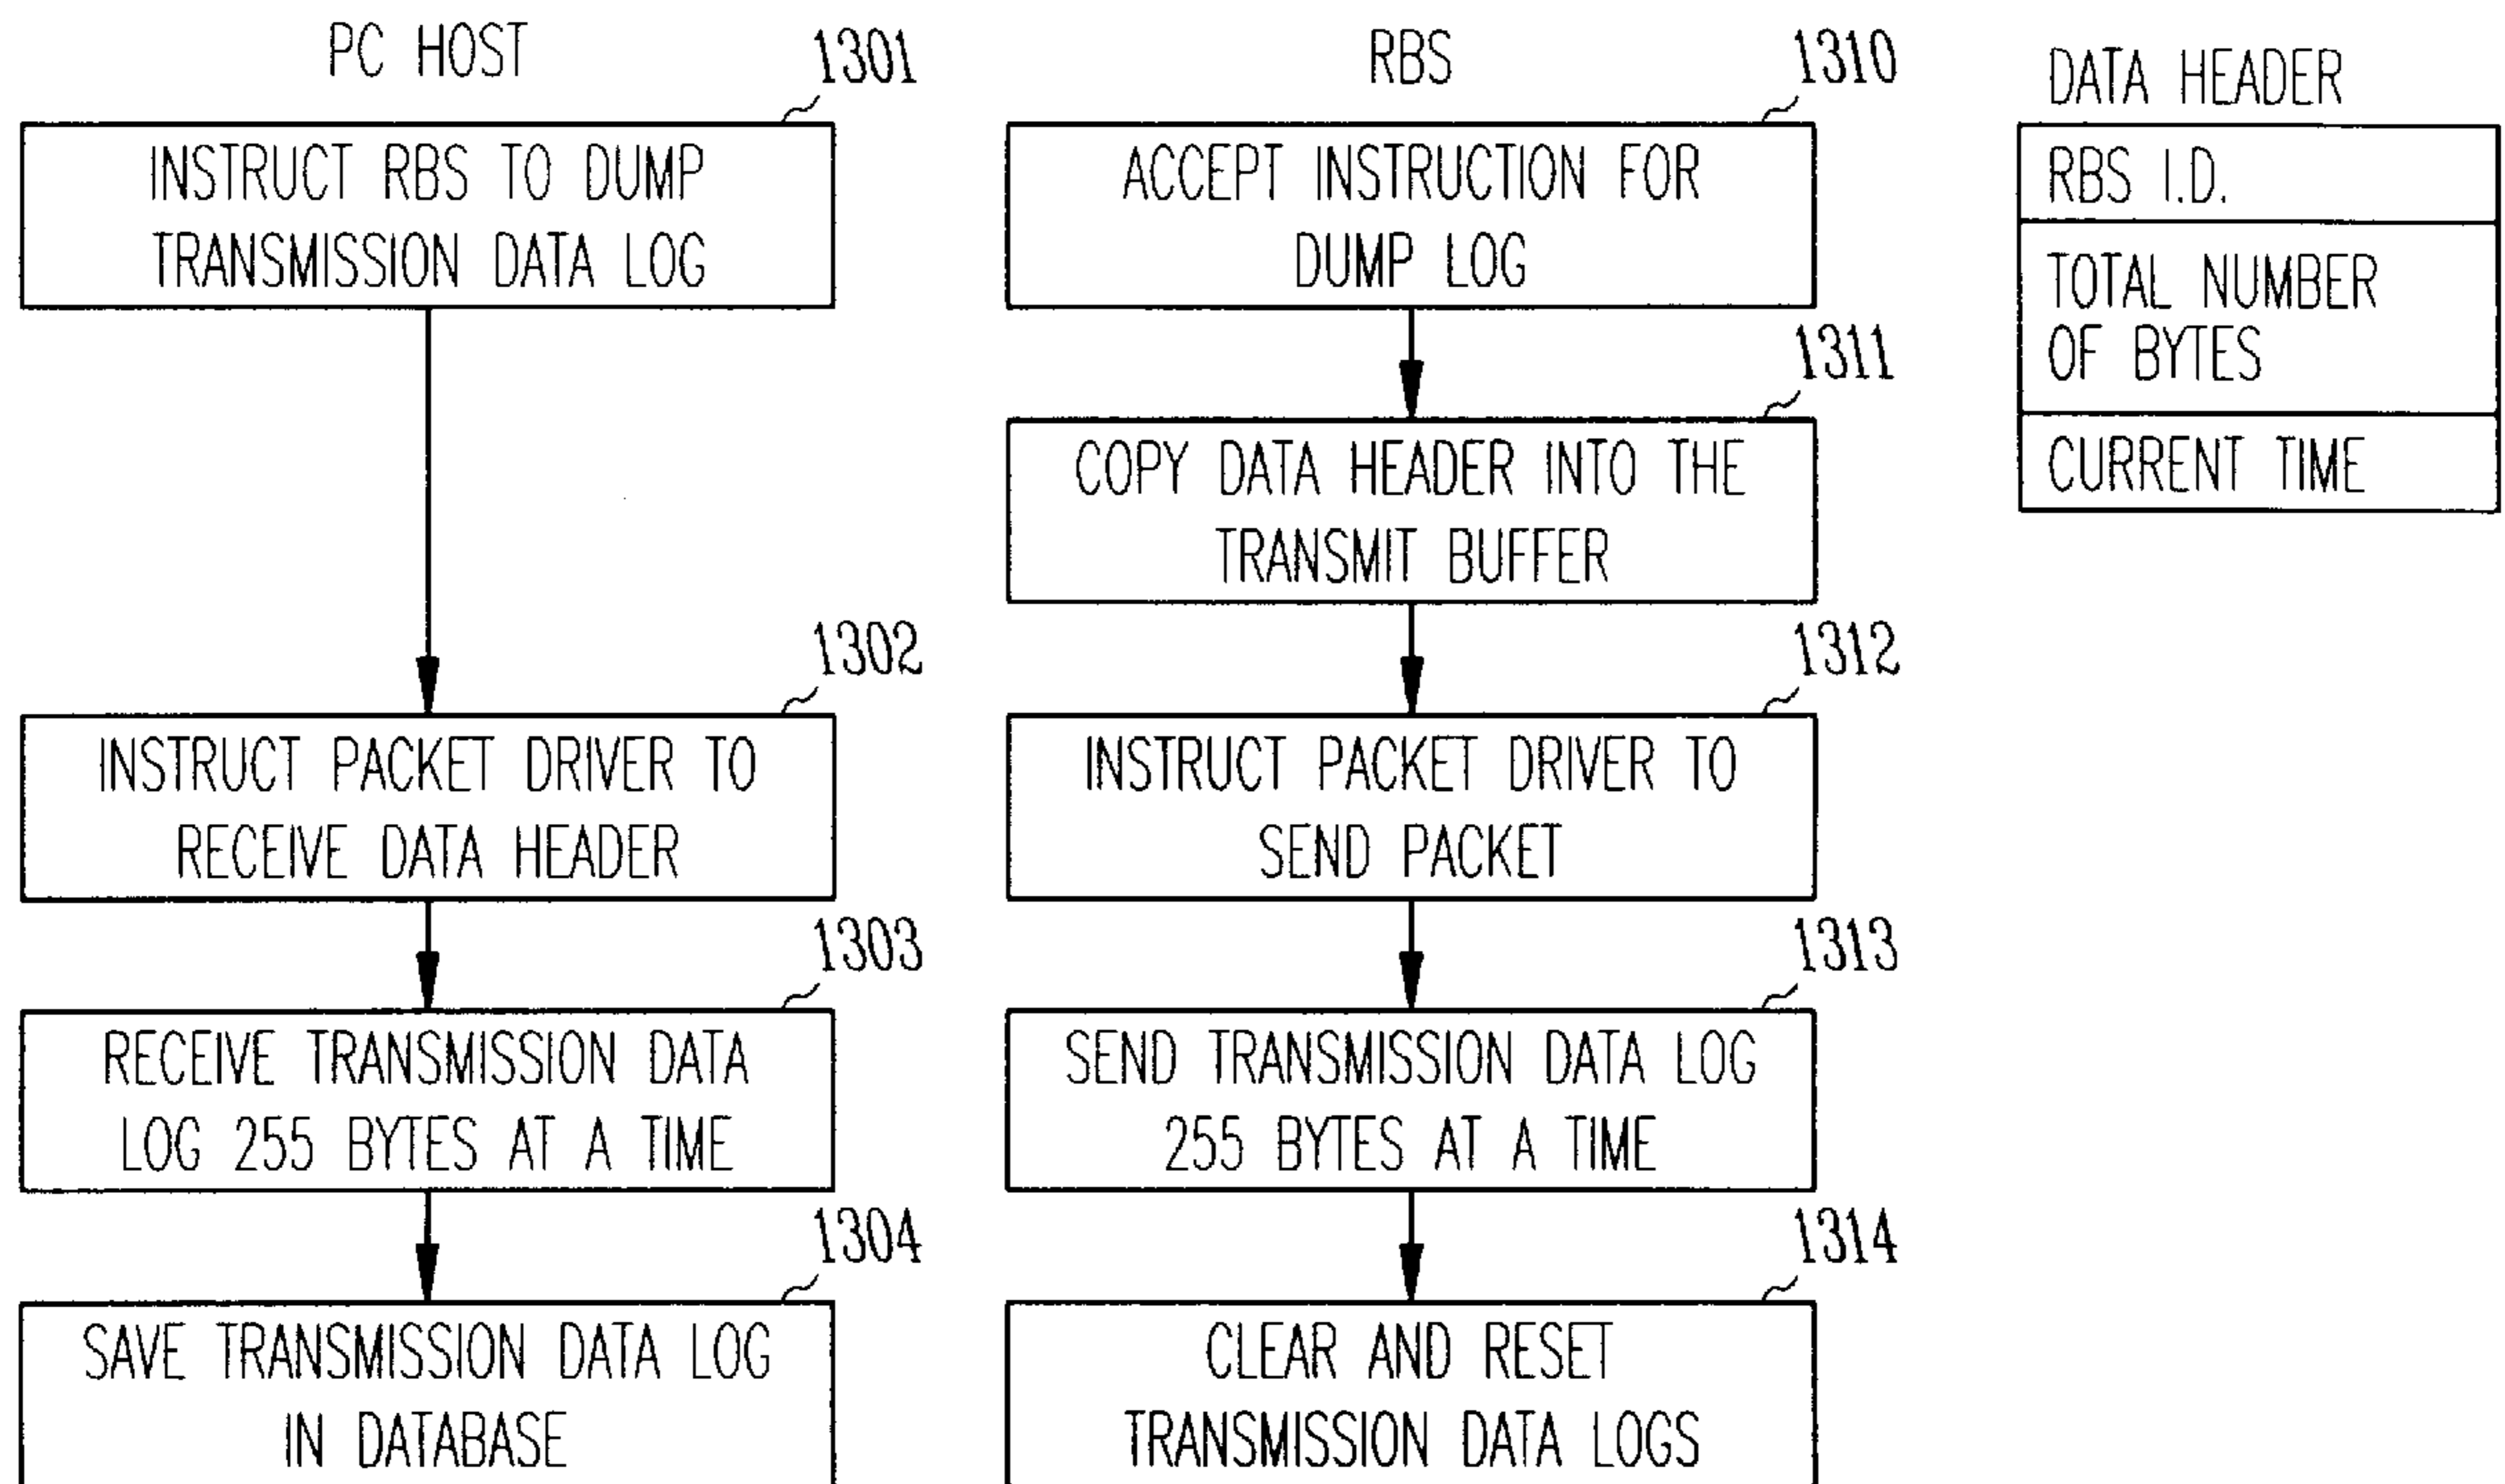 PC HOST
1301
INSTRUCT RBS TO DUMP
TRANSMISSION DATA LOG
1302
INSTRUCT PACKET DRIVER TO
RECEIVE DATA HEADER
1303
RECEIVE TRANSMISSION DATA
LOG 255 BYTES AT A TIME
1304
SAVE TRANSMISSION DATA LOG
IN DATABASE
RBS
1310
ACCEPT INSTRUCTION FOR
DUMP LOG
1311
COPY DATA HEADER INTO THE
TRANSMIT BUFFER
1312
INSTRUCT PACKET DRIVER TO
SEND PACKET
1313
SEND TRANSMISSION DATA LOG
255 BYTES AT A TIME
1314
CLEAR AND RESET
TRANSMISSION DATA LOGS
DATA HEADER
RBS I.D.
TOTAL NUMBER
OF BYTES
CURRENT TIME